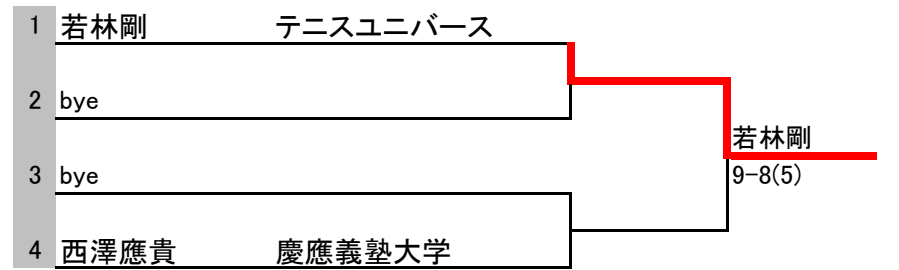 1 若林剛 テニスユニバース
2 bye
若林剛
3 bye
9-8(5)
4 西澤應貴 慶應義塾大学